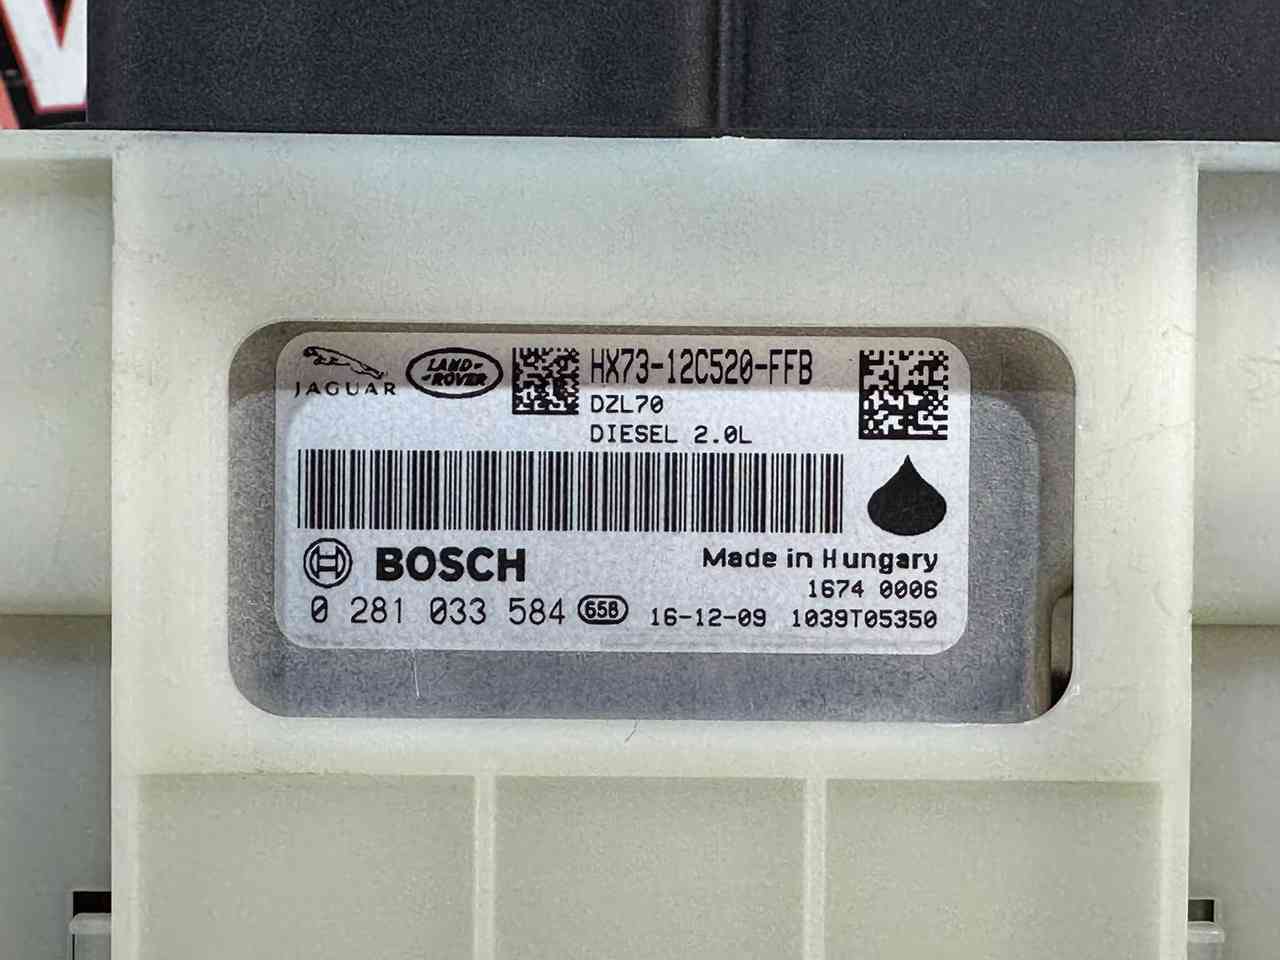 JAGUAR
LAND-
-ROVER
HX73-12C520-FFB
DZL70
DIESEL 2.0L
BOSCH
Made in Hungary
1674 0006
0 281 033 584 658 16-12-09 1039T05350